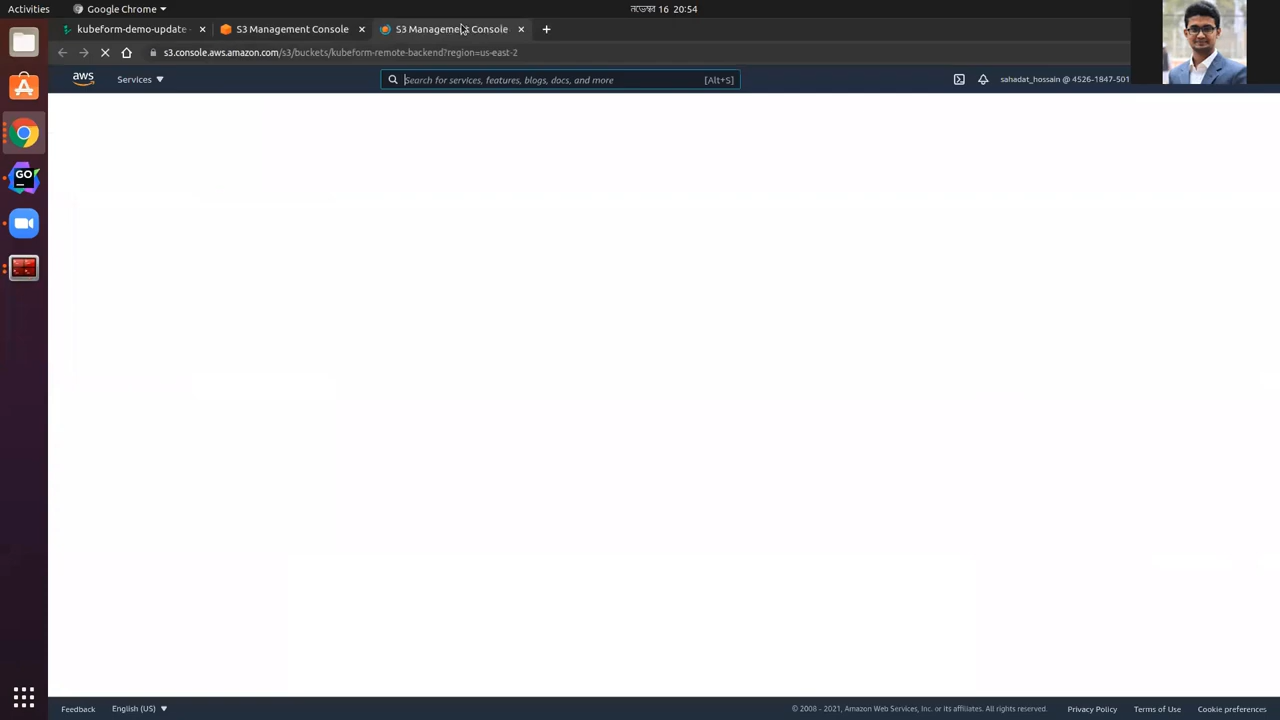 Activities
Google Chrome
নভেম্বর 16 20:54
kubeform-demo-update
S3 Management Console
S3 Management Console
s3.console.aws.amazon.com/s3/buckets/kubeform-remote-backend?region=us-east-2
aws
Services
Search for services, features, blogs, docs, and more
[Alt+S]
sahadat_hossain @ 4526-1847-501
GO
Feedback
English (US)
© 2008 - 2021, Amazon Web Services, Inc. or its affiliates. All rights reserved.
Privacy Policy
Terms of Use
Cookie preferences